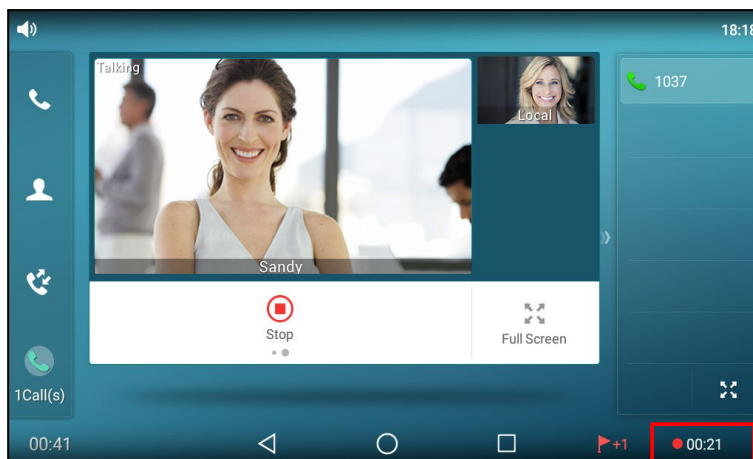 18:18
Talking
Local
Sandy
1037
Stop
Full Screen
1Call(s)
00:41
+1
00:21